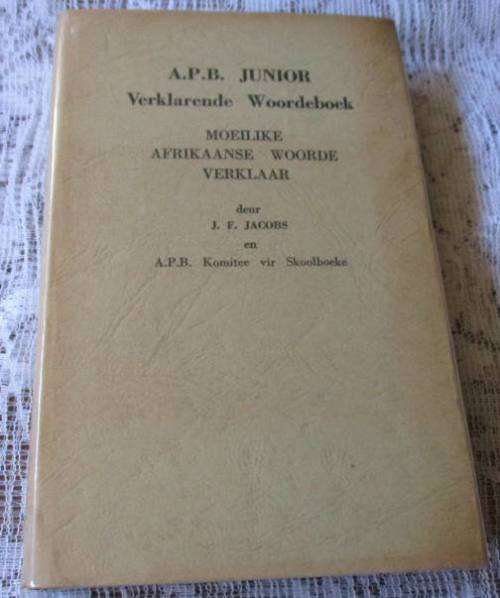 A.P.B. JUNIOR
Verklarende Woordeboek
MOEILIKE
AFRIKAANSE WOORDE
VERKLAAR
deur
J. F. JACOBS
en
A.P.B. Komitee vir Skoolboeke